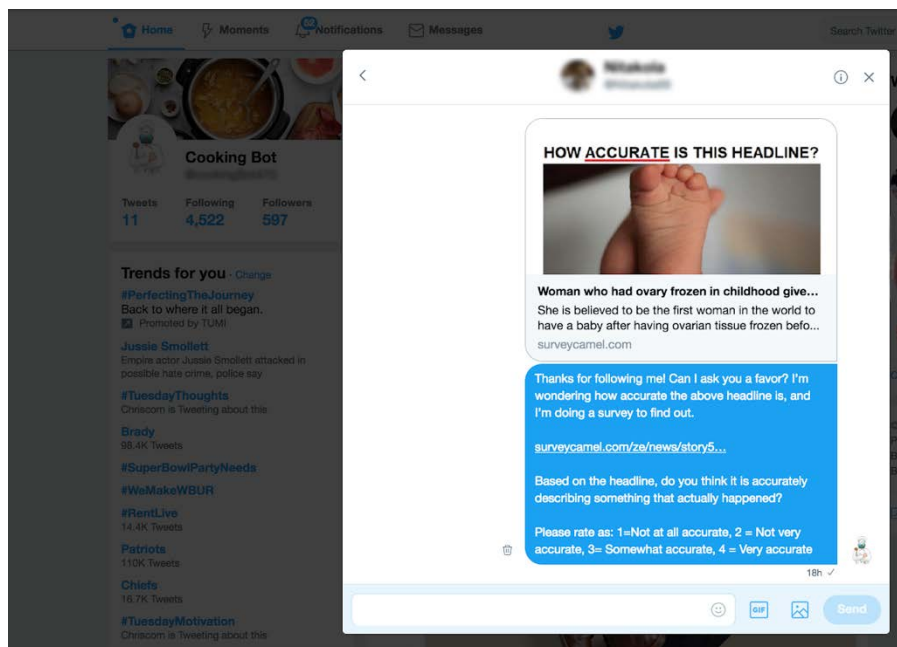 Home
Moments
Notifications
Messages
Search Twitter
Cooking Bot
Tweets
Following
Followers
11
4,522
597
Trends for you · Change
#PerfectingTheJourney
Back to where it all began.
Promoted by TUMI
Jussie Smollett
Empire actor Jussie Smollett attacked in
possible hate crime, police say
#TuesdayThoughts
Chriscom is Tweeting about this
Brady
98.4K Tweets
#SuperBowlPartyNeeds
#WeMakeWBUR
#RentLive
14.4K Tweets
Patriots
110K Tweets
Chiefs
16.7K Tweets
#TuesdayMotivation
Chriscom is Tweeting about this
HOW ACCURATE IS THIS HEADLINE?
Woman who had ovary frozen in childhood give...
She is believed to be the first woman in the world to
have a baby after having ovarian tissue frozen befo...
surveycamel.com
Thanks for following me! Can I ask you a favor? I'm
wondering how accurate the above headline is, and
I'm doing a survey to find out.
surveycamel.com/ze/news/story5...
Based on the headline, do you think it is accurately
describing something that actually happened?
Please rate as: 1=Not at all accurate, 2 = Not very
accurate, 3= Somewhat accurate, 4 = Very accurate
18h
GIF
Send